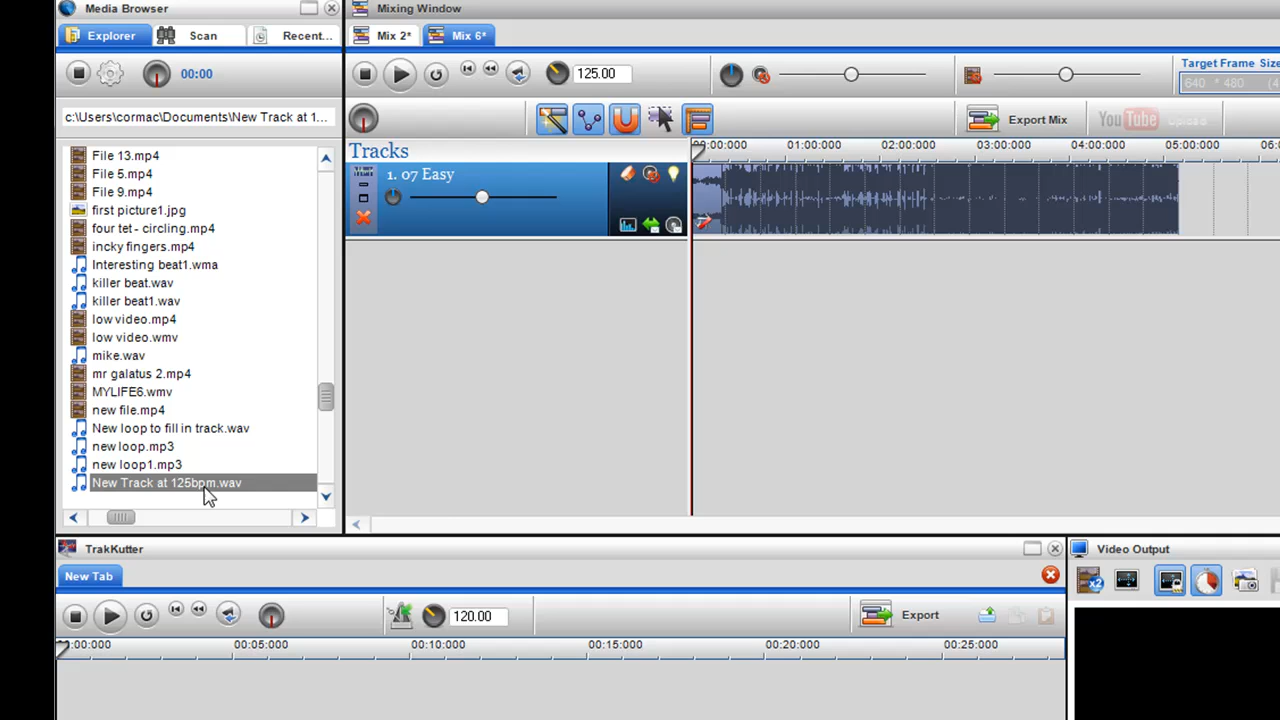 Media Browser
Explorer
Scan
Recent...
00:00
c:\Users\cormac\Documents\New Track at 1...
File 13.mp4
File 5.mp4
File 9.mp4
first picture1.jpg
four tet - circling.mp4
incky fingers.mp4
Interesting beat1.wma
killer beat.wav
killer beat1.wav
low video.mp4
low video.wmv
mike.wav
mr galatus 2.mp4
MYLIFE6.wmv
new file.mp4
New loop to fill in track.wav
new loop.mp3
new loop1.mp3
New Track at 125bpm.wav
Mixing Window
Mix 2*
Mix 6*
125.00
Target Frame Size
640 * 480
Export Mix
YouTube Uploads
Tracks
00:00:000 01:00:000 02:00:000 03:00:000 04:00:000 05:00:000
1. 07 Easy
TrakKutter
New Tab
120.00
Export
00:00:000 00:05:000 00:10:000 00:15:000 00:20:000 00:25:000
Video Output
x2